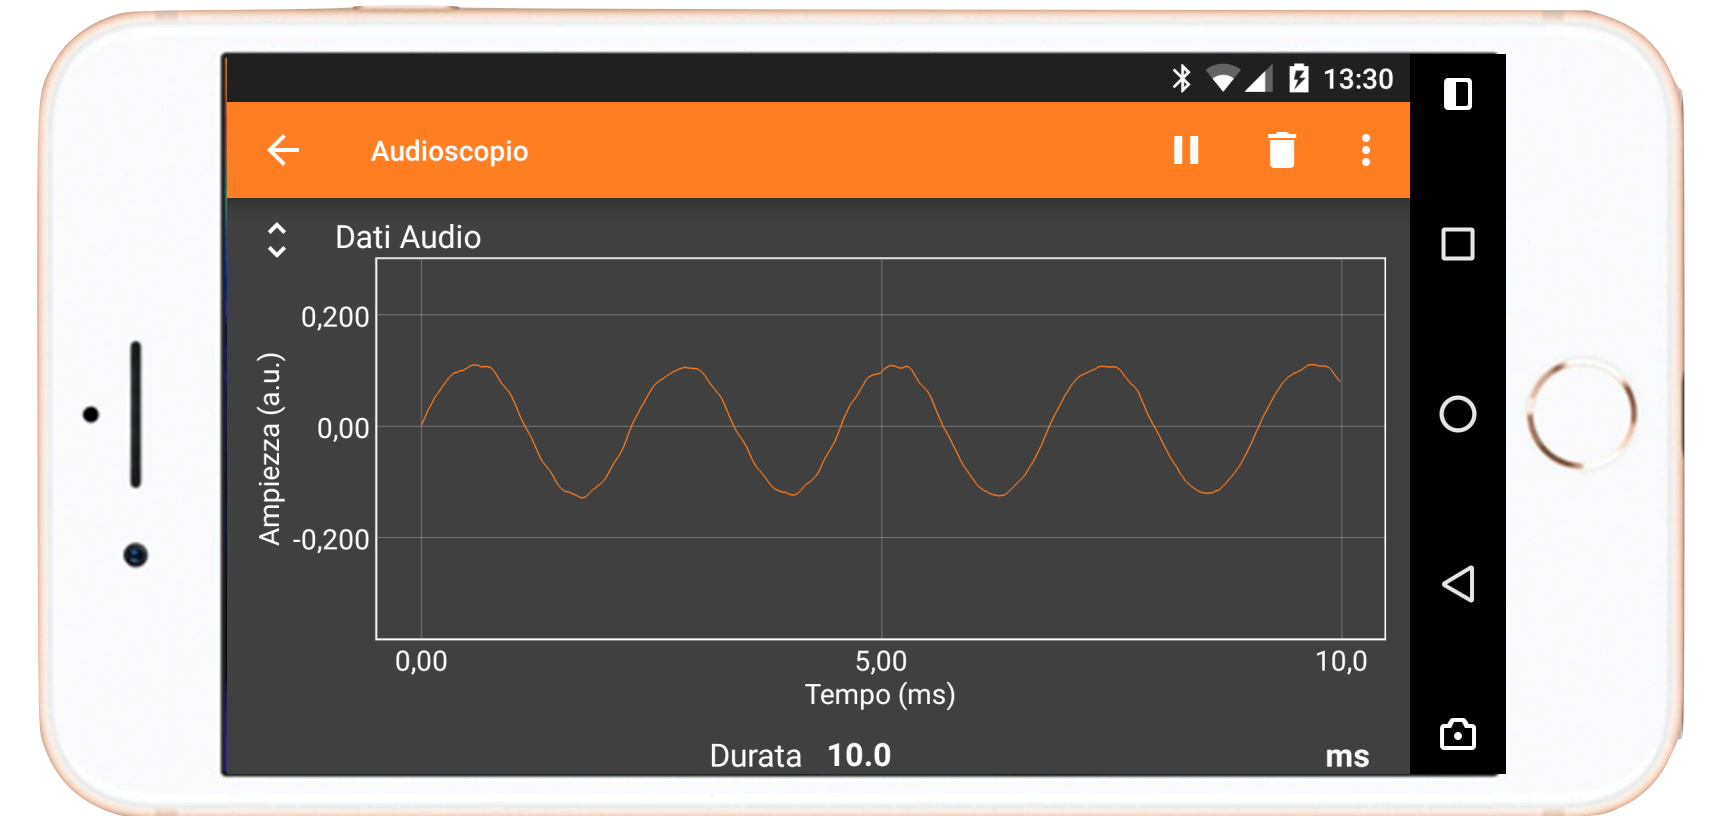 13:30
Audioscopio
Dati Audio
0,200
0,00
-0,200
Ampiezza (a.u.)
0,00 5,00 10,0
Tempo (ms)
Durata 10.0 ms